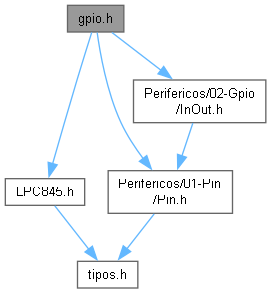 gpio.h
Perifericos/02-Gpio
/InOut.h
LPC845.h
Perifericos/01-Pin
/Pin.h
tipos.h